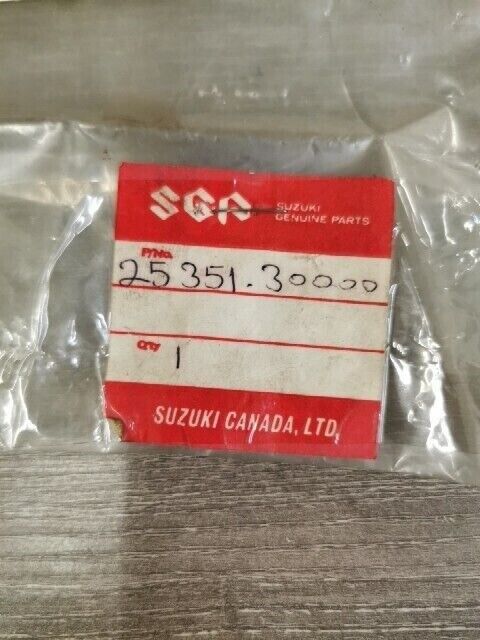 SGP SUZUKI
GENUINE PARTS
P/No.
25351.30000
QTY 1
SUZUKI CANADA, LTD.